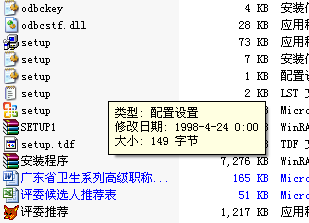 odbckey 4 KB 安装信
odbcstf.dll 28 KB 应用程
setup 73 KB 应用程
setup 7 KB 安装信
setup 1 KB 配置设
setup 2 KB LST 文
setup Micro
SETUP1 WinRA
setup.tdf TDF 文
安装程序 7,276 KB WinRA
广东省卫生系列高级职称... 165 KB Micro
评委候选人推荐表 51 KB Micro
评委推荐 1,217 KB 应用程
类型: 配置设置
修改日期: 1998-4-24 0:00
大小: 149 字节